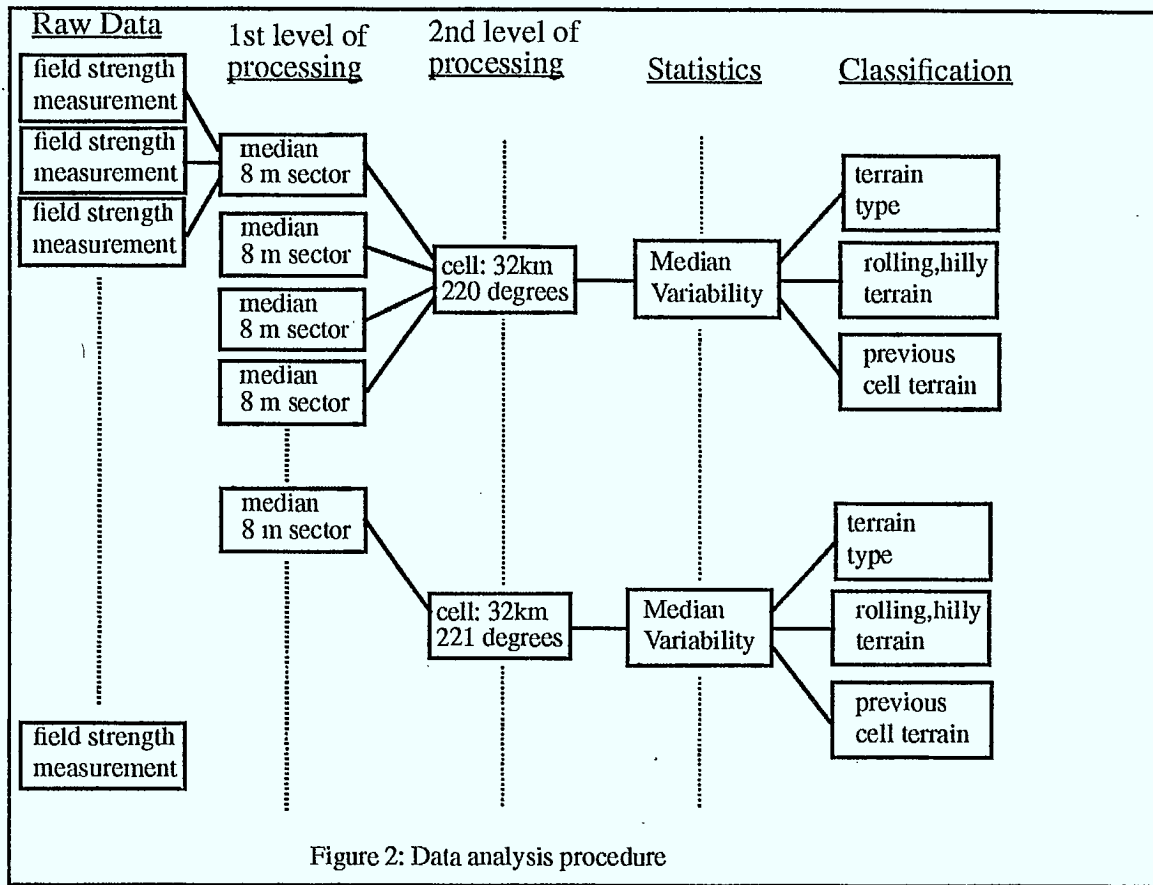 Raw Data
1st level of
processing
2nd level of
processing
Statistics
Classification
field strength
measurement
field strength
measurement
field strength
measurement
median
8 m sector
median
8 m sector
median
8 m sector
median
8 m sector
cell: 32km
220 degrees
Median
Variability
terrain
type
rolling,hilly
terrain
previous
cell terrain
median
8 m sector
cell: 32km
221 degrees
Median
Variability
terrain
type
rolling,hilly
terrain
previous
cell terrain
field strength
measurement
Figure 2: Data analysis procedure